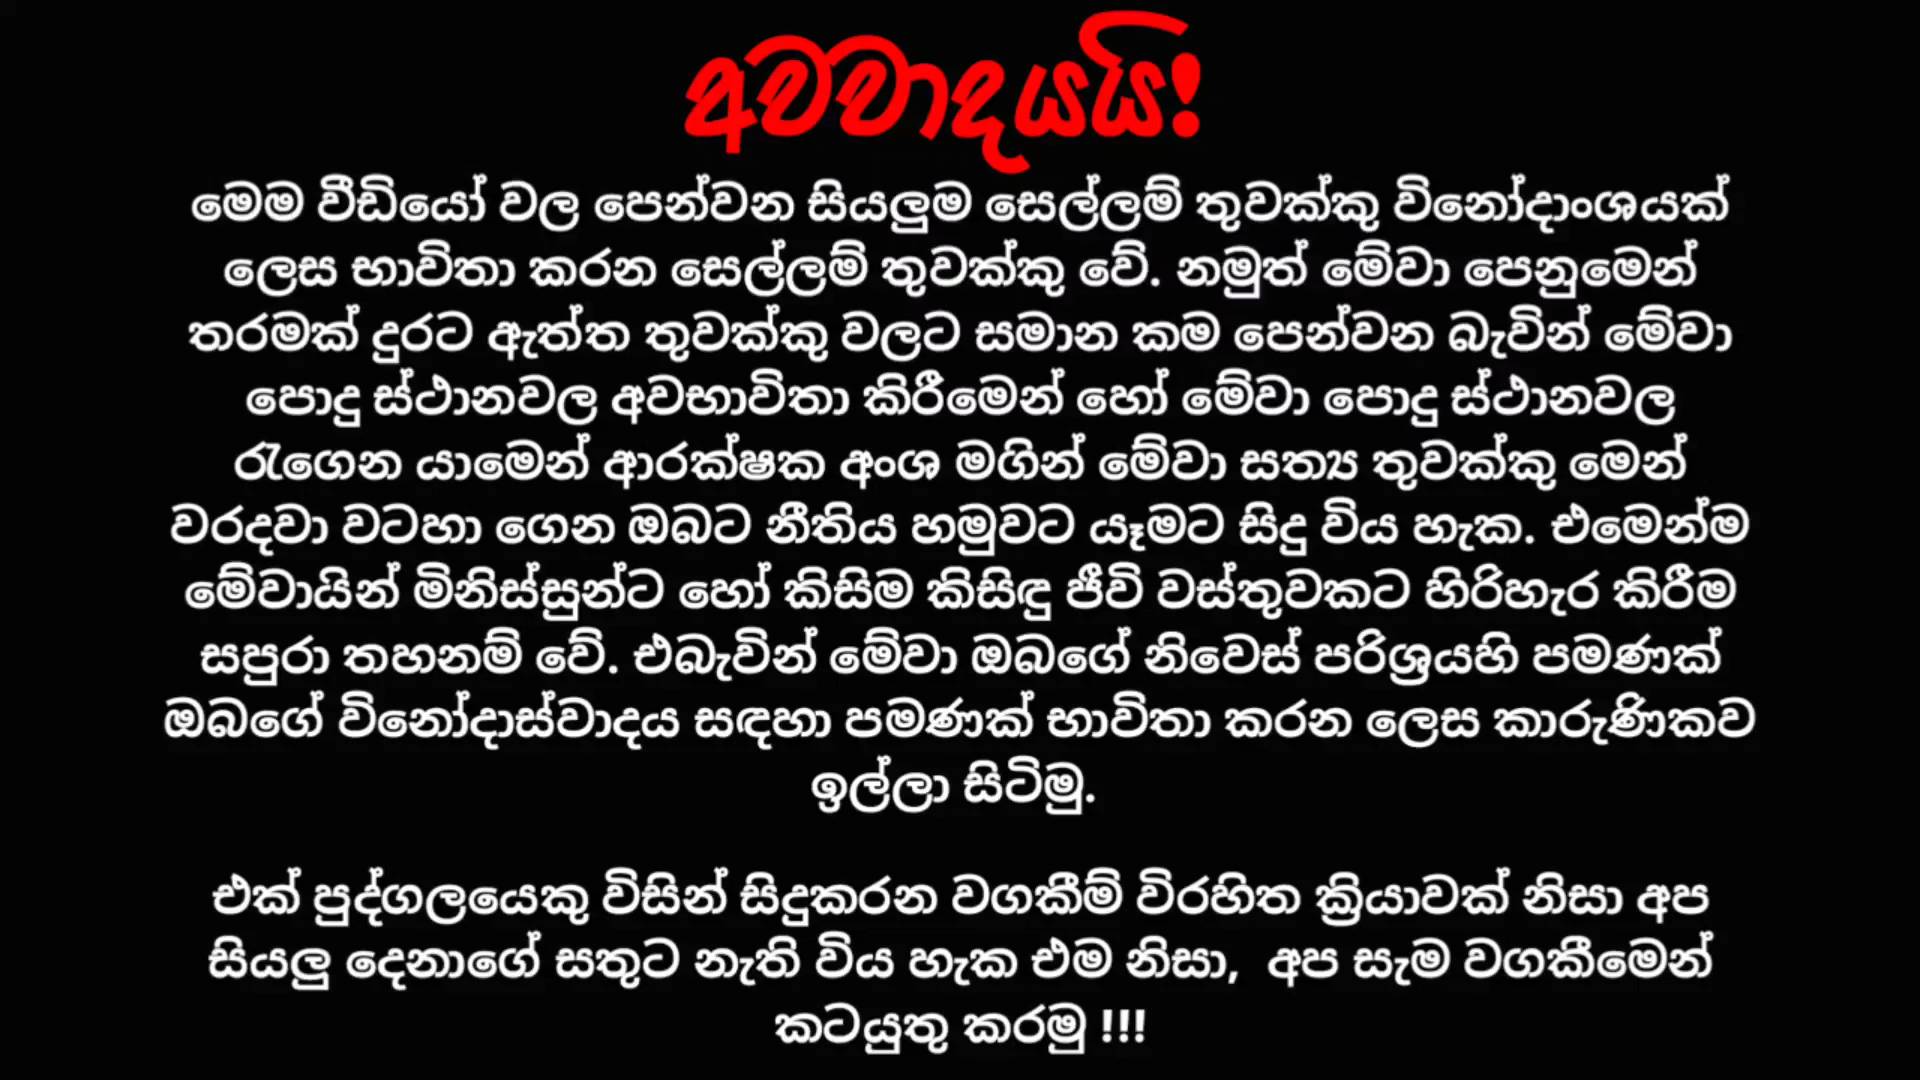 අවවාදයයි!
මෙම වීඩියෝ වල පෙන්වන සියලුම සෙල්ලම් තුවක්කු විනෝදාංශයක්
ලෙස භාවිතා කරන සෙල්ලම් තුවක්කු වේ. නමුත් මේවා පෙනුමෙන්
තරමක් දුරට ඇත්ත තුවක්කු වලට සමාන කම පෙන්වන බැවින් මේවා
පොදු ස්ථානවල අවභාවිතා කිරීමෙන් හෝ මේවා පොදු ස්ථානවල
රැගෙන යාමෙන් ආරක්ෂක අංශ මගින් මේවා සත්‍ය තුවක්කු මෙන්
වරදවා වටහා ගෙන ඔබට නීතිය හමුවට යෑමට සිදු විය හැක. එමෙන්ම
මේවායින් මිනිස්සුන්ට හෝ කිසිම කිසිඳු ජීවි වස්තුවකට හිරිහැර කිරීම
සපුරා තහනම් වේ. එබැවින් මේවා ඔබගේ නිවෙස් පරිශ්‍රයහි පමණක්
ඔබගේ විනෝදාස්වාදය සඳහා පමණක් භාවිතා කරන ලෙස කාරුණිකව
ඉල්ලා සිටිමු.
එක් පුද්ගලයෙකු විසින් සිදුකරන වගකීම් විරහිත ක්‍රියාවක් නිසා අප
සියලු දෙනාගේ සතුට නැති විය හැක එම නිසා, අප සැම වගකීමෙන්
කටයුතු කරමු !!!